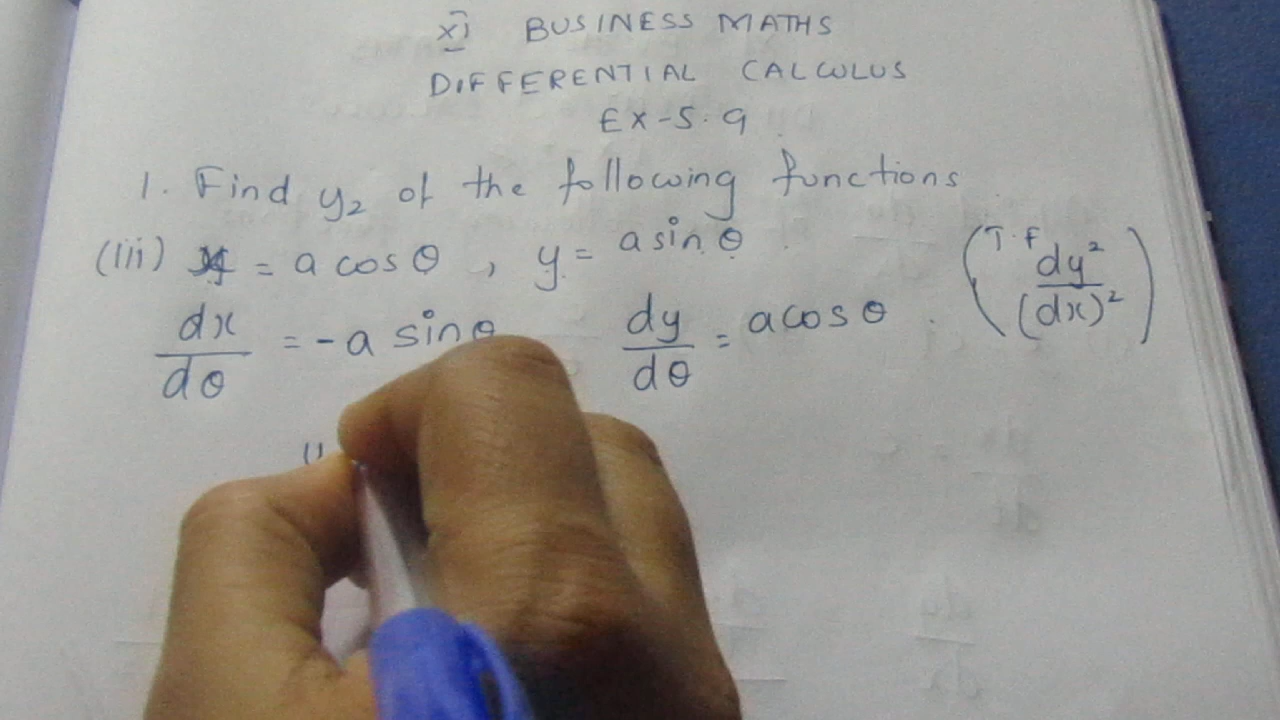 XI BUSINESS MATHS
DIFFERENTIAL CALCULUS
EX-5.9
1. Find y₂ of the following functions
(iii) x = a cos θ , y = a sin θ .
(T.F dy²/(dx)²)
dx/dθ = -a sin θ dy/dθ = a cos θ .